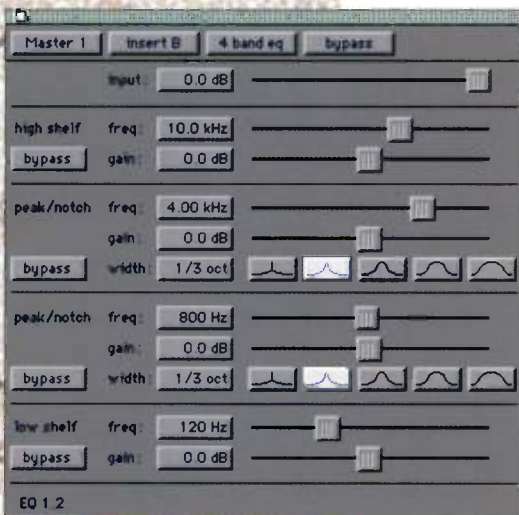 Master 1 insert B 4 band eq bypass
input: 0.0 dB
high shelf freq: 10.0 kHz
bypass gain: 0.0 dB
peak/notch freq: 4.00 kHz
gain: 0.0 dB
bypass width: 1/3 oct
peak/notch freq: 800 Hz
gain: 0.0 dB
bypass width: 1/3 oct
low shelf freq: 120 Hz
bypass gain: 0.0 dB
EQ 1.2